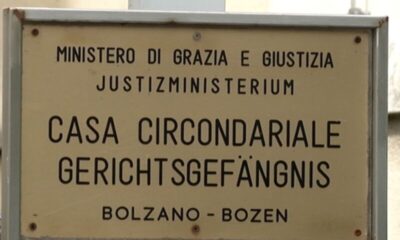 MINISTERO DI GRAZIA E GIUSTIZIA
JUSTIZMINISTERIUM
CASA CIRCONDARIALE
GERICHTSGEFÄNGNIS
BOLZANO - BOZEN